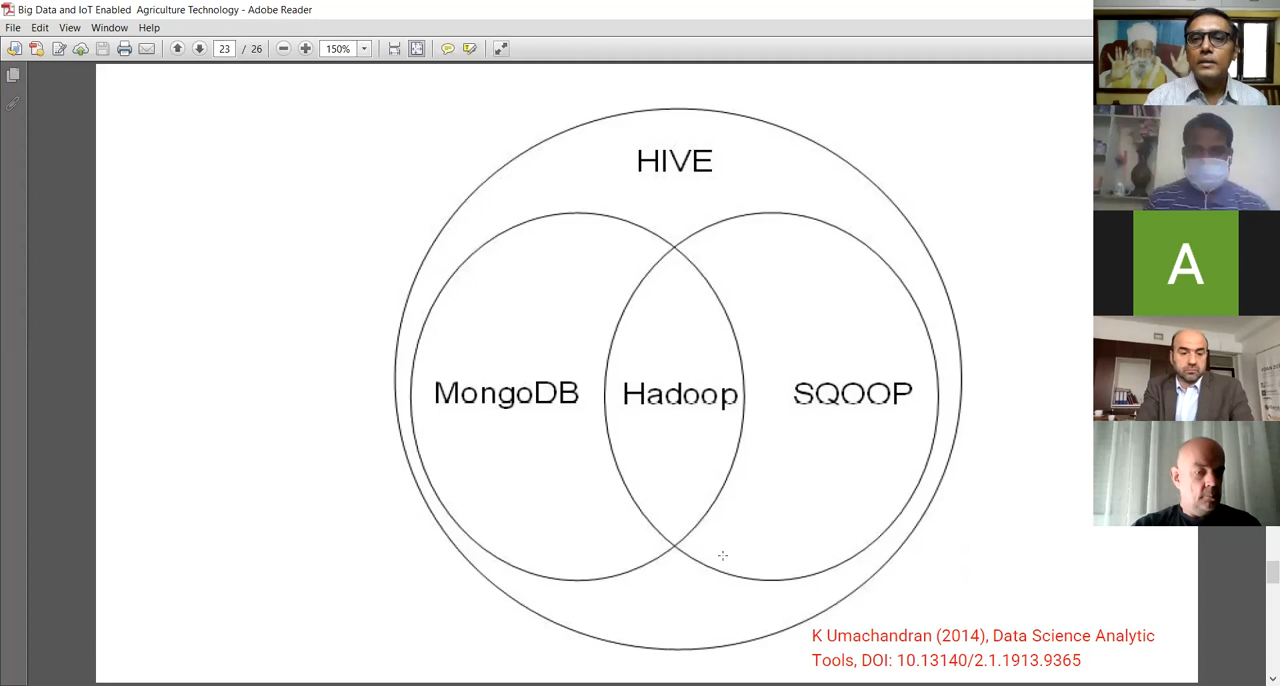 Big Data and IoT Enabled Agriculture Technology - Adobe Reader
File Edit View Window Help
23 / 26 150%
HIVE
MongoDB Hadoop SQOOP
A
K Umachandran (2014), Data Science Analytic
Tools, DOI: 10.13140/2.1.1913.9365